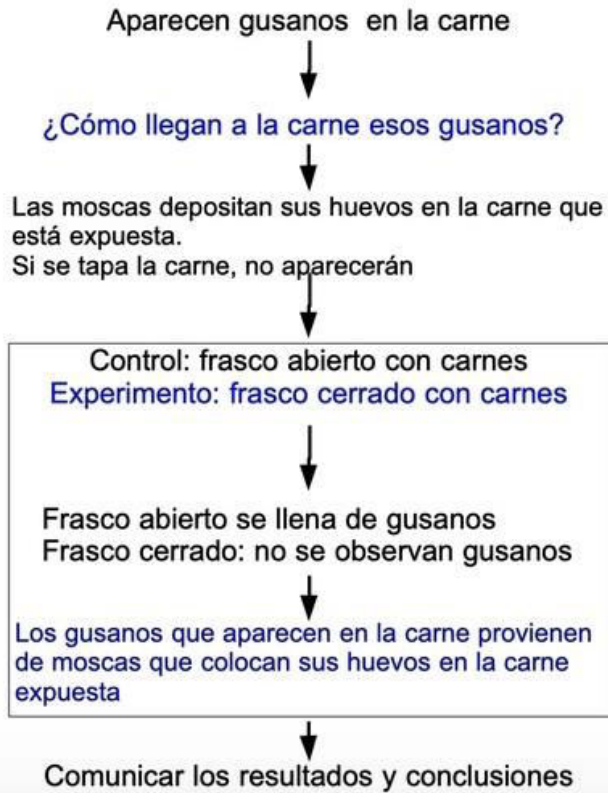 Aparecen gusanos en la carne
¿Cómo llegan a la carne esos gusanos?
Las moscas depositan sus huevos en la carne que
está expuesta.
Si se tapa la carne, no aparecerán
Control: frasco abierto con carnes
Experimento: frasco cerrado con carnes
Frasco abierto se llena de gusanos
Frasco cerrado: no se observan gusanos
Los gusanos que aparecen en la carne provienen
de moscas que colocan sus huevos en la carne
expuesta
Comunicar los resultados y conclusiones